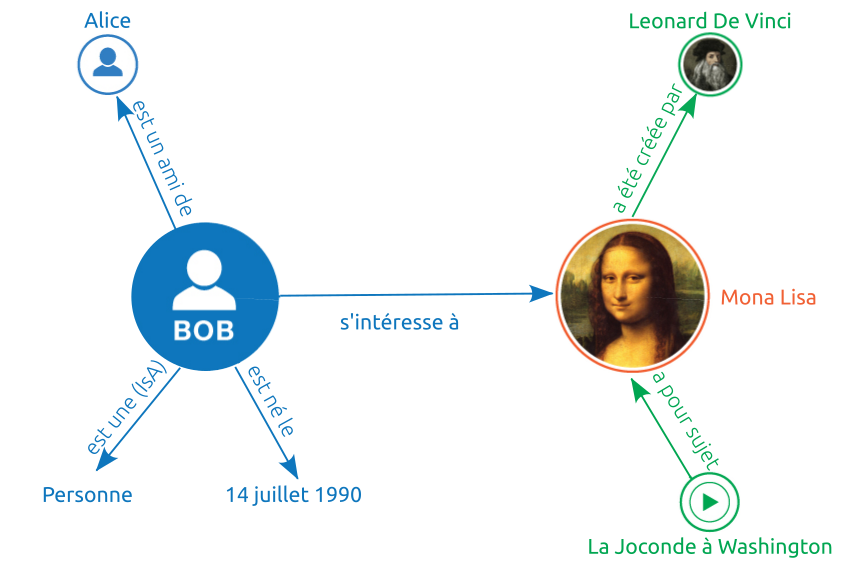 Alice
Leonard De Vinci
est un ami de
a été créée par
BOB
s'intéresse à
Mona Lisa
est une (IsA)
est né le
a pour sujet
Personne
14 juillet 1990
La Joconde à Washington